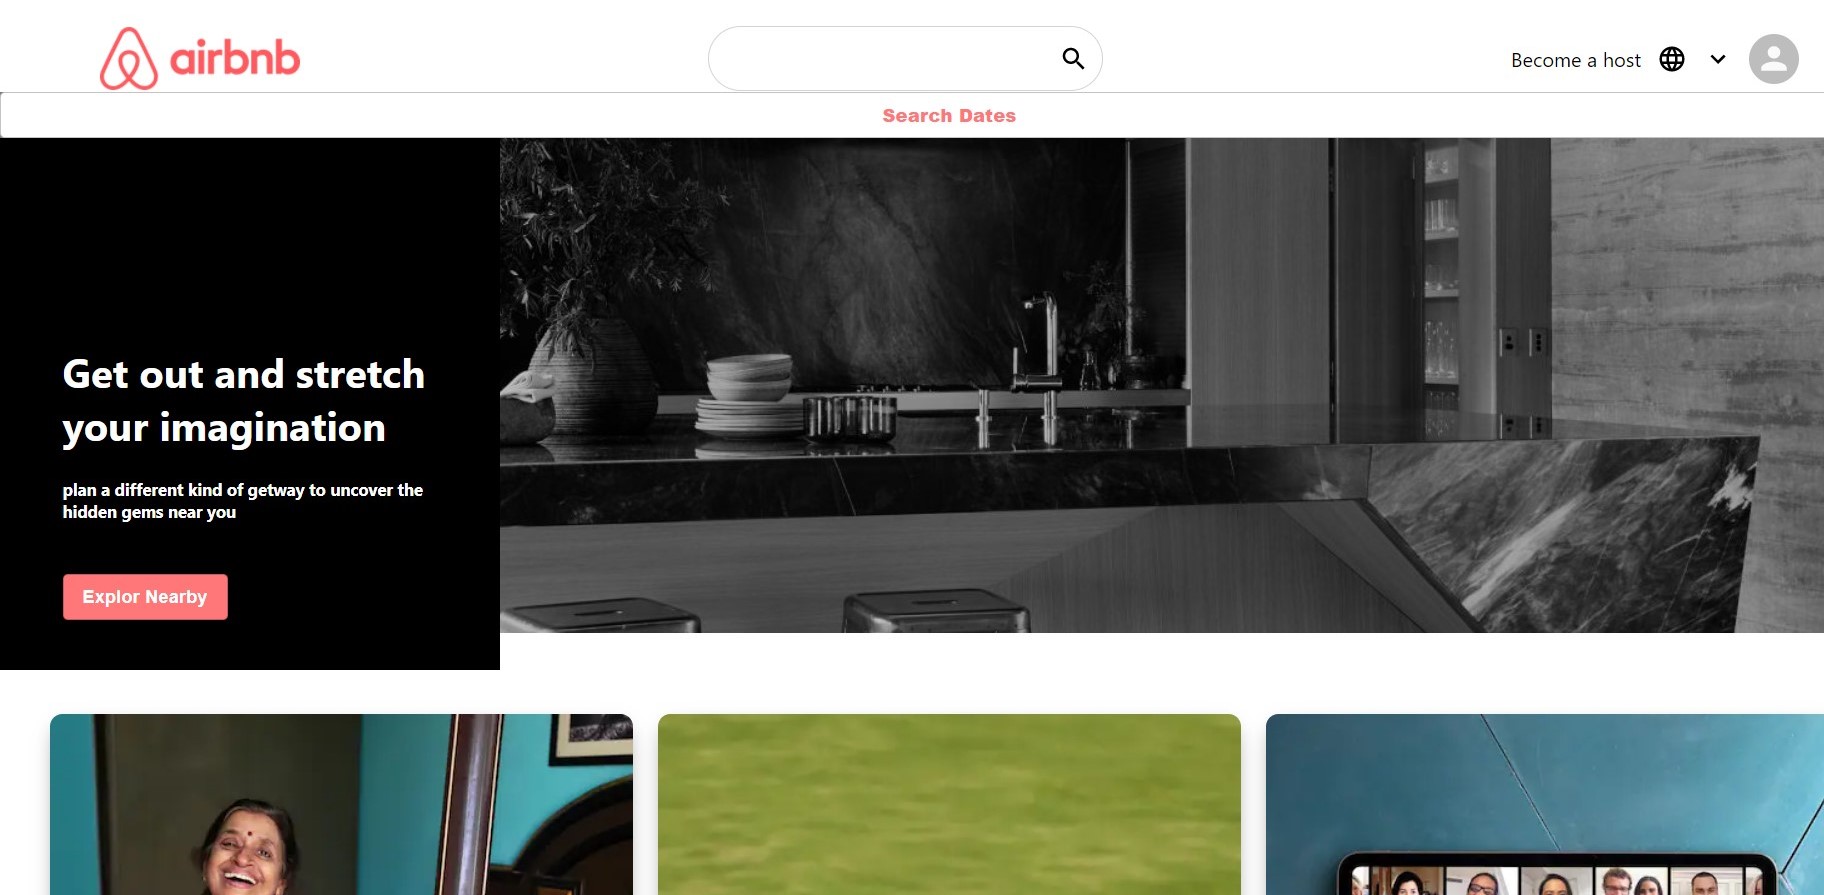 airbnb
Become a host
Search Dates
Get out and stretch
your imagination
plan a different kind of getway to uncover the
hidden gems near you
Explor Nearby